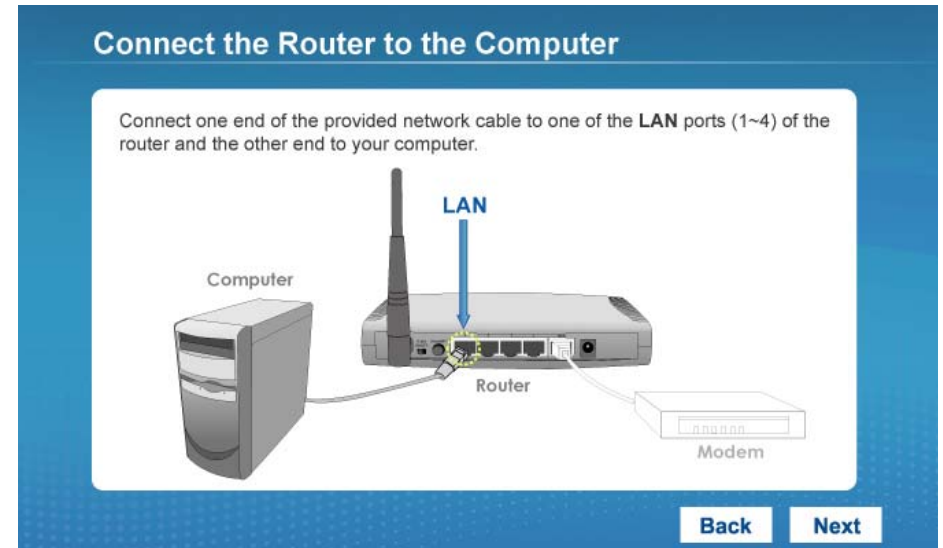 Connect the Router to the Computer
Connect one end of the provided network cable to one of the LAN ports (1~4) of the
router and the other end to your computer.
LAN
Computer
Router
Modem
Back
Next